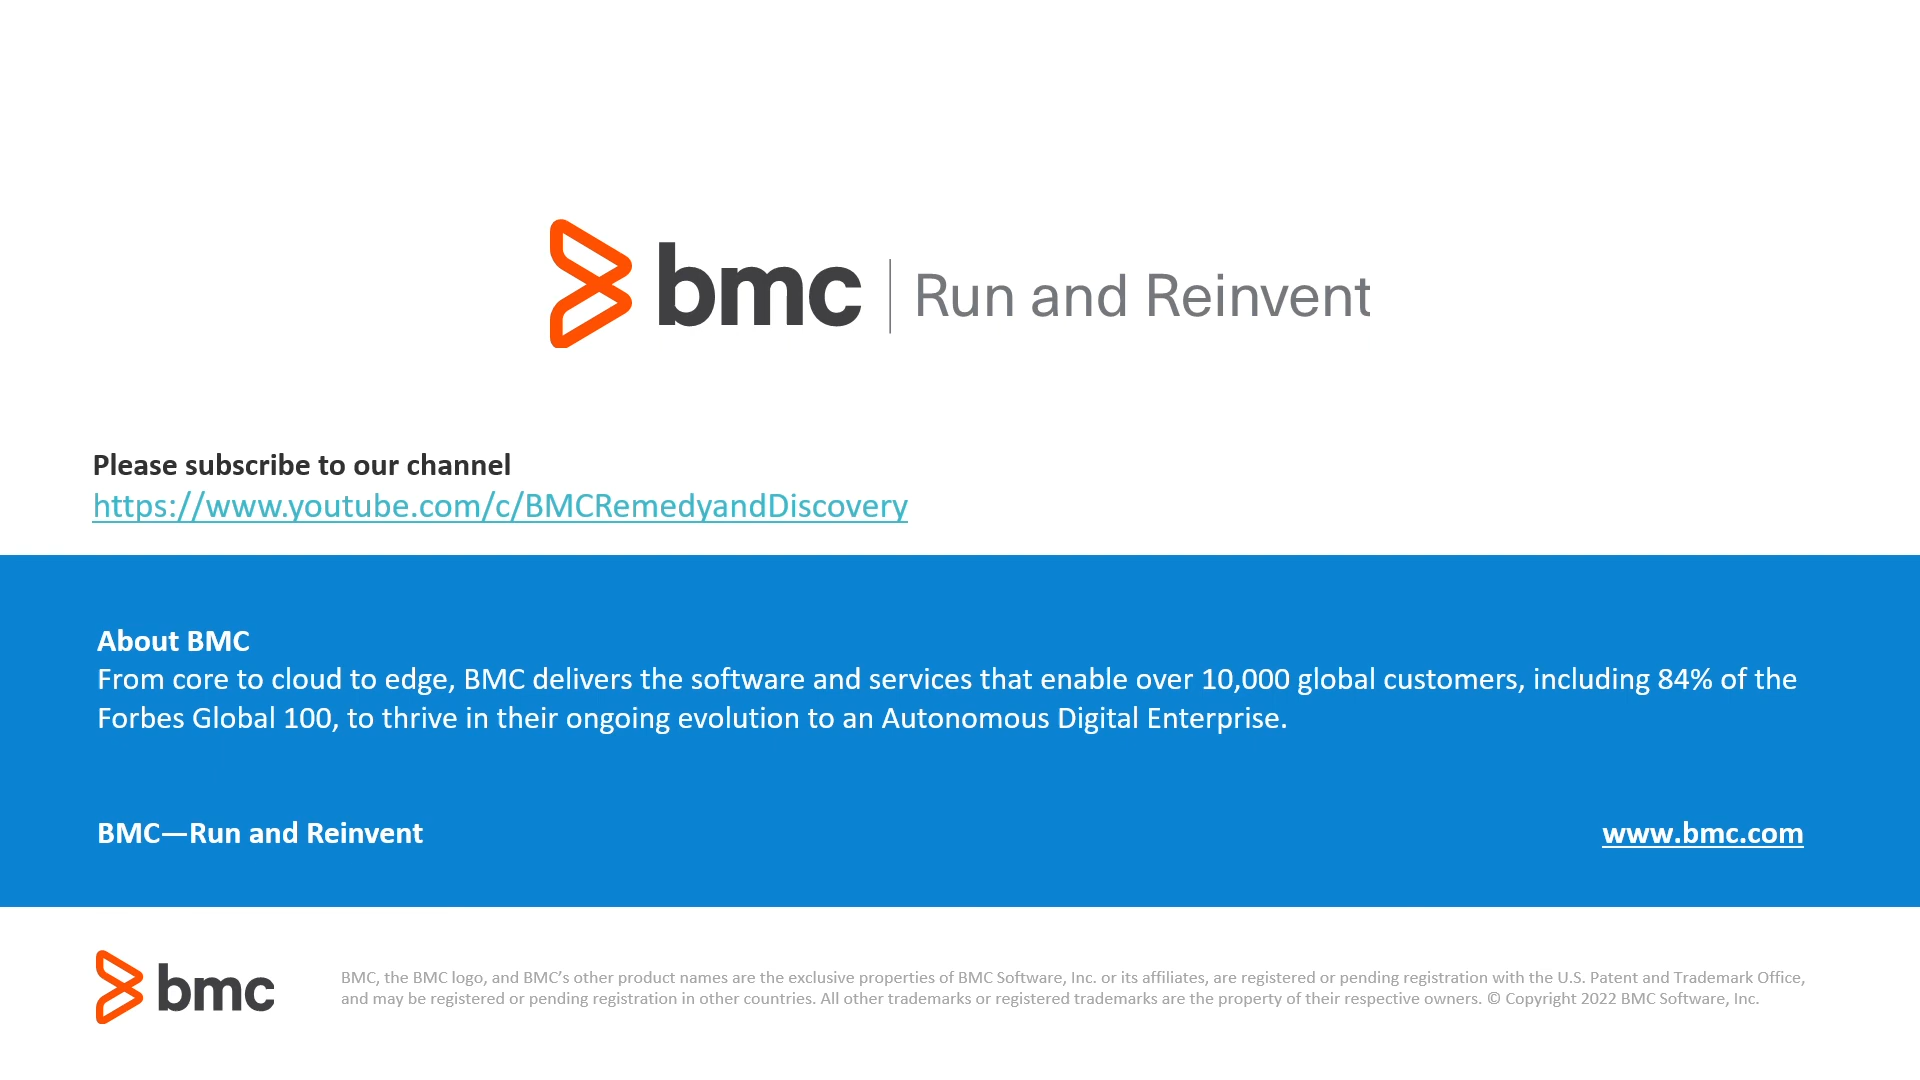 bmc | Run and Reinvent
Please subscribe to our channel
https://www.youtube.com/c/BMCRemedyandDiscovery
About BMC
From core to cloud to edge, BMC delivers the software and services that enable over 10,000 global customers, including 84% of the
Forbes Global 100, to thrive in their ongoing evolution to an Autonomous Digital Enterprise.
BMC—Run and Reinvent
www.bmc.com
bmc
BMC, the BMC logo, and BMC’s other product names are the exclusive properties of BMC Software, Inc. or its affiliates, are registered or pending registration with the U.S. Patent and Trademark Office,
and may be registered or pending registration in other countries. All other trademarks or registered trademarks are the property of their respective owners. © Copyright 2022 BMC Software, Inc.